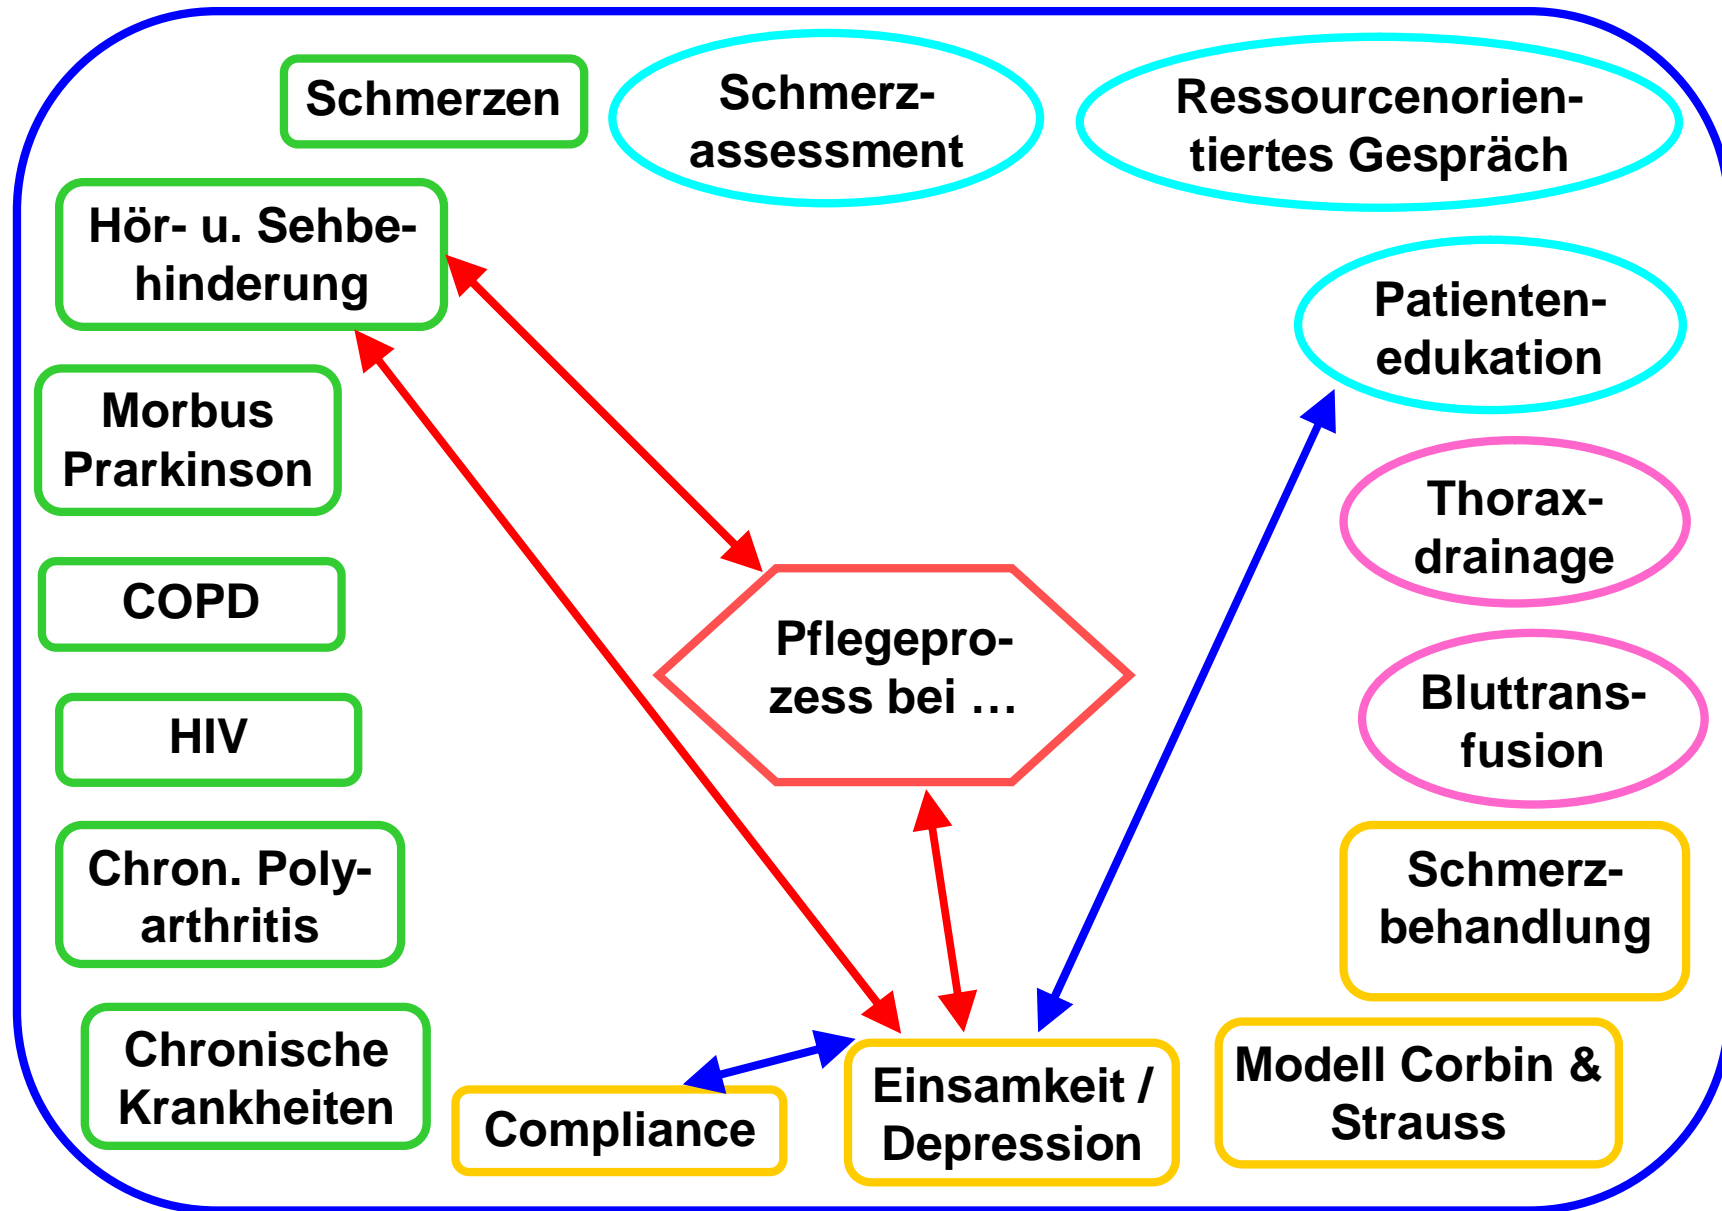 Schmerzen
Schmerz-
assessment
Ressourcenorien-
tiertes Gespräch
Hör- u. Sehbe-
hinderung
Patienten-
edukation
Morbus
Prarkinson
Thorax-
drainage
COPD
Pflegepro-
zess bei …
HIV
Bluttrans-
fusion
Chron. Poly-
arthritis
Schmerz-
behandlung
Chronische
Krankheiten
Compliance
Einsamkeit /
Depression
Modell Corbin &
Strauss